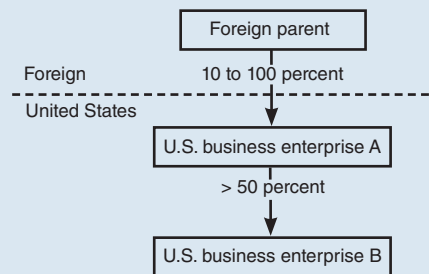 Foreign parent
Foreign
10 to 100 percent
United States
U.S. business enterprise A
> 50 percent
U.S. business enterprise B